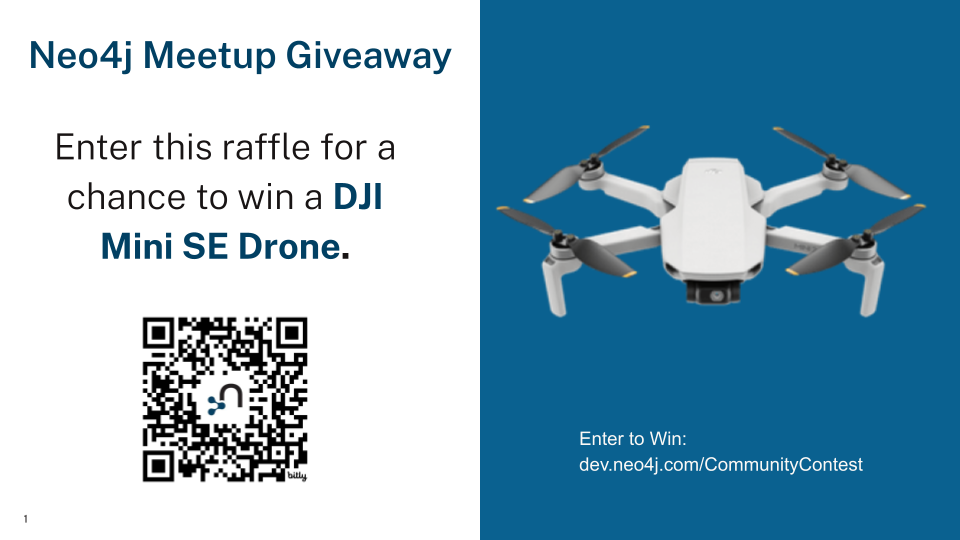 Neo4j Meetup Giveaway
Enter this raffle for a
chance to win a DJI
Mini SE Drone.
bitly
Enter to Win:
dev.neo4j.com/CommunityContest
1